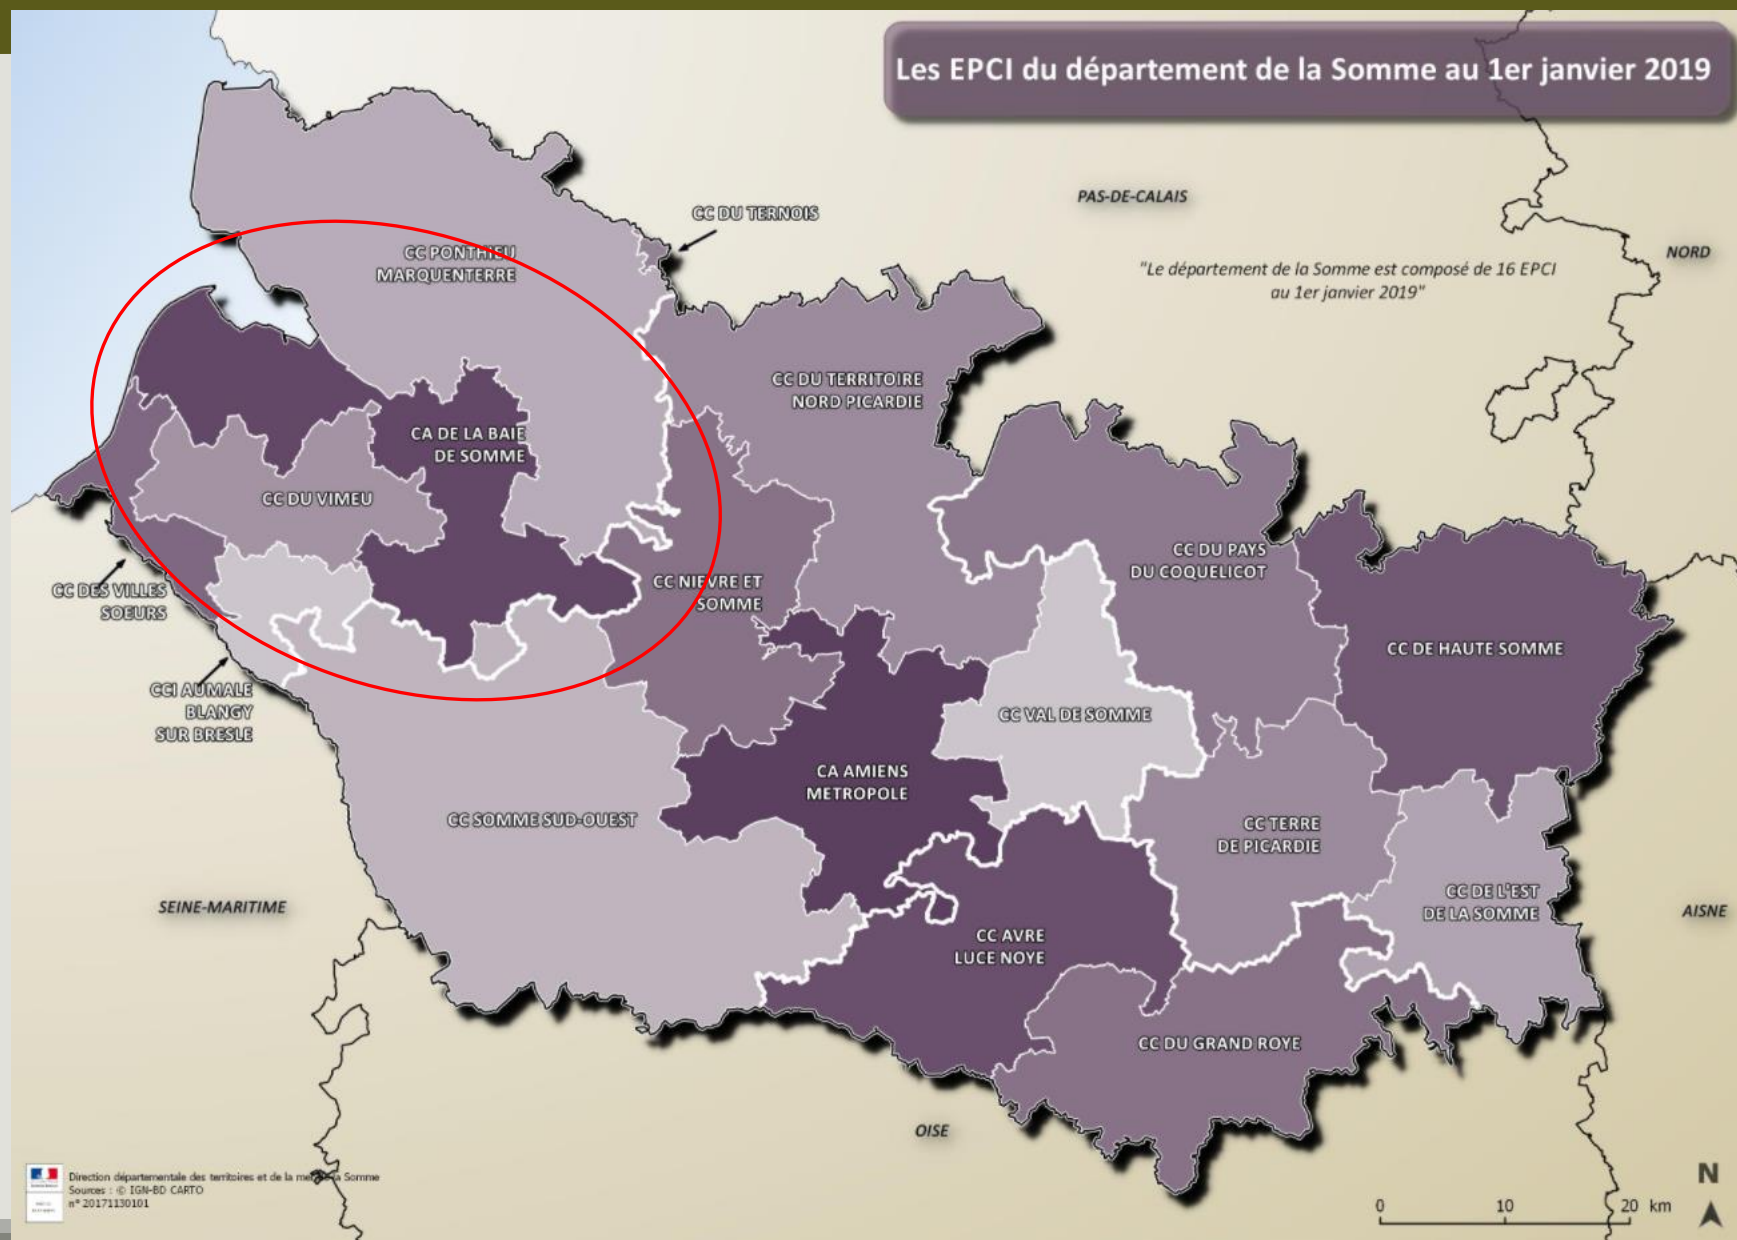 Les EPCI du département de la Somme au 1er janvier 2019
PAS-DE-CALAIS
CC DU TERNOIS
NORD
CC PONTHIEU
MARQUENTERRE
"Le département de la Somme est composé de 16 EPCI
au 1er janvier 2019"
CC DU TERRITOIRE
NORD PICARDIE
CA DE LA BAIE
DE SOMME
CC DU VIMEU
CC DU PAYS
DU COQUELICOT
CC DES VILLES
SOEURS
CC NIEVRE ET
SOMME
CC DE HAUTE SOMME
CCI AUMALE
BLANGY
SUR BRESLE
CC VAL DE SOMME
CA AMIENS
METROPOLE
CC SOMME SUD-OUEST
CC TERRE
DE PICARDIE
CC DE L'EST
DE LA SOMME
SEINE-MARITIME
AISNE
CC AVRE
LUCE NOYE
CC DU GRAND ROYE
OISE
Direction départementale des territoires et de la Somme
Sources : © IGN-BD CARTO
n° 20171130101
N
0 10 20 km